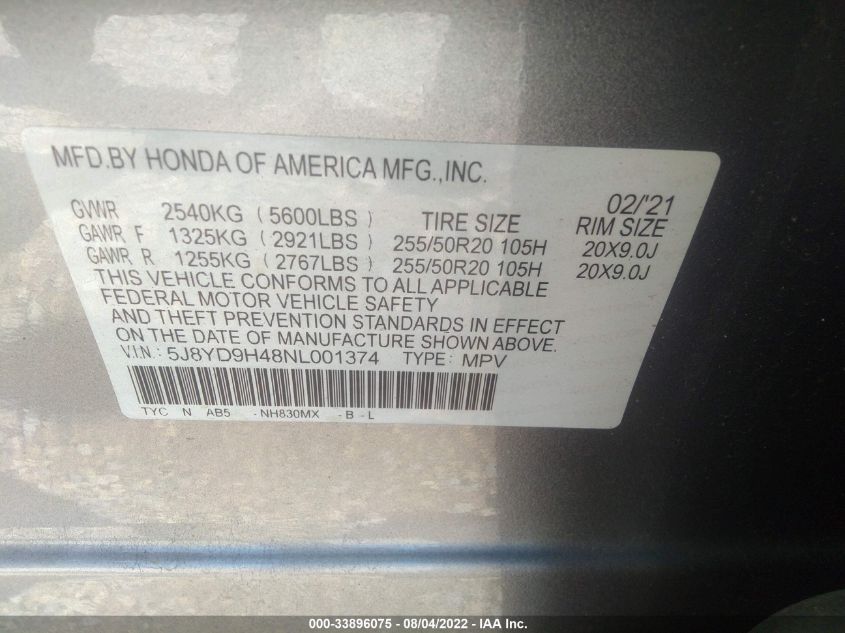 MFD.BY HONDA OF AMERICA MFG.,INC.
02/'21
GVWR 2540KG (5600LBS) TIRE SIZE RIM SIZE
GAWR F 1325KG (2921LBS) 255/50R20 105H 20X9.0J
GAWR R 1255KG (2767LBS) 255/50R20 105H 20X9.0J
THIS VEHICLE CONFORMS TO ALL APPLICABLE
FEDERAL MOTOR VEHICLE SAFETY
AND THEFT PREVENTION STANDARDS IN EFFECT
ON THE DATE OF MANUFACTURE SHOWN ABOVE.
V.I.N.: 5J8YD9H48NL001374 TYPE: MPV
TYC N AB5 -NH830MX -B-L
000-33896075 - 08/04/2022 - IAA Inc.